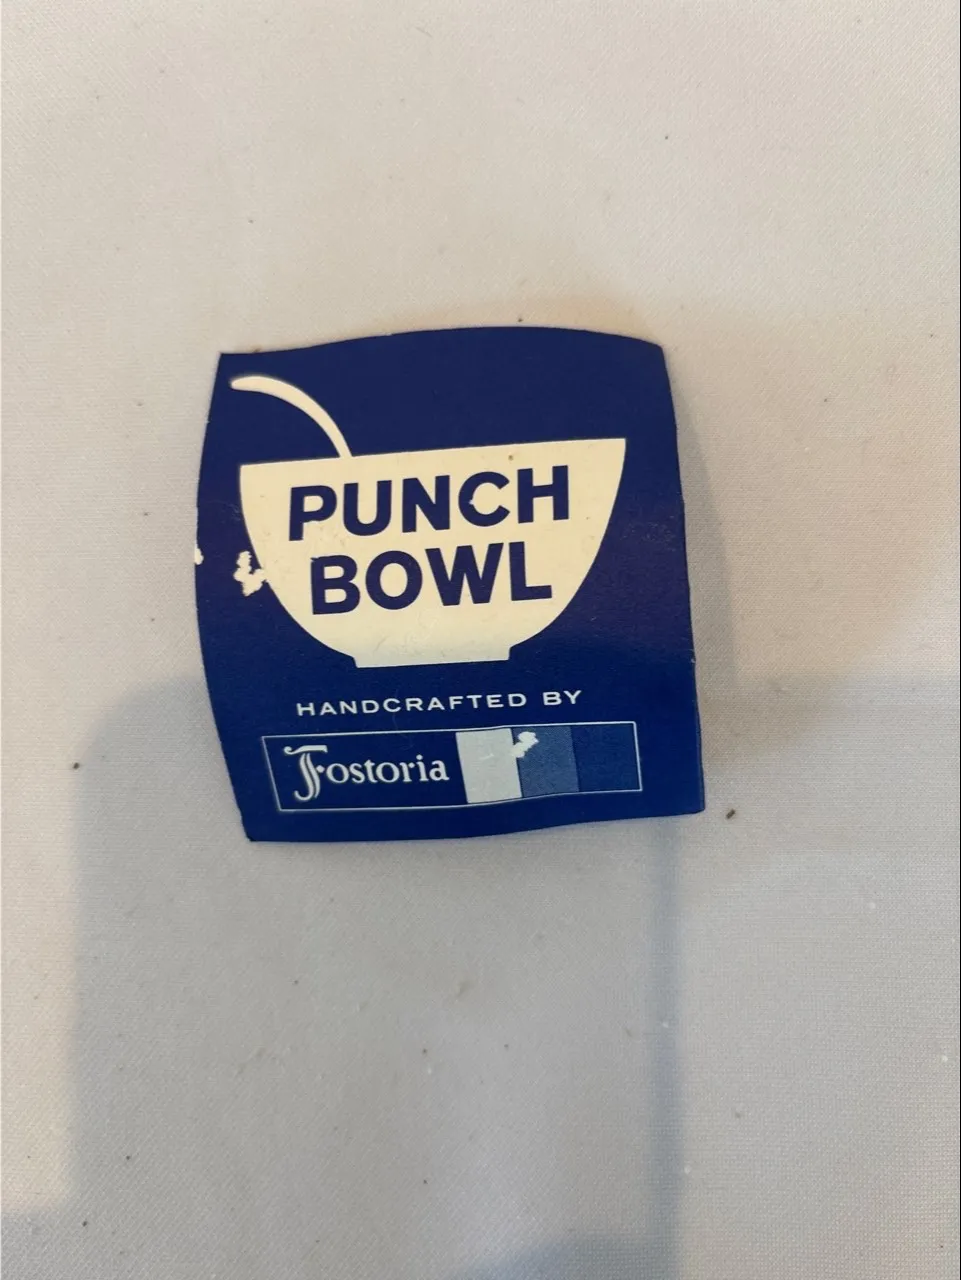 PUNCH
BOWL
HANDCRAFTED BY
Fostoria